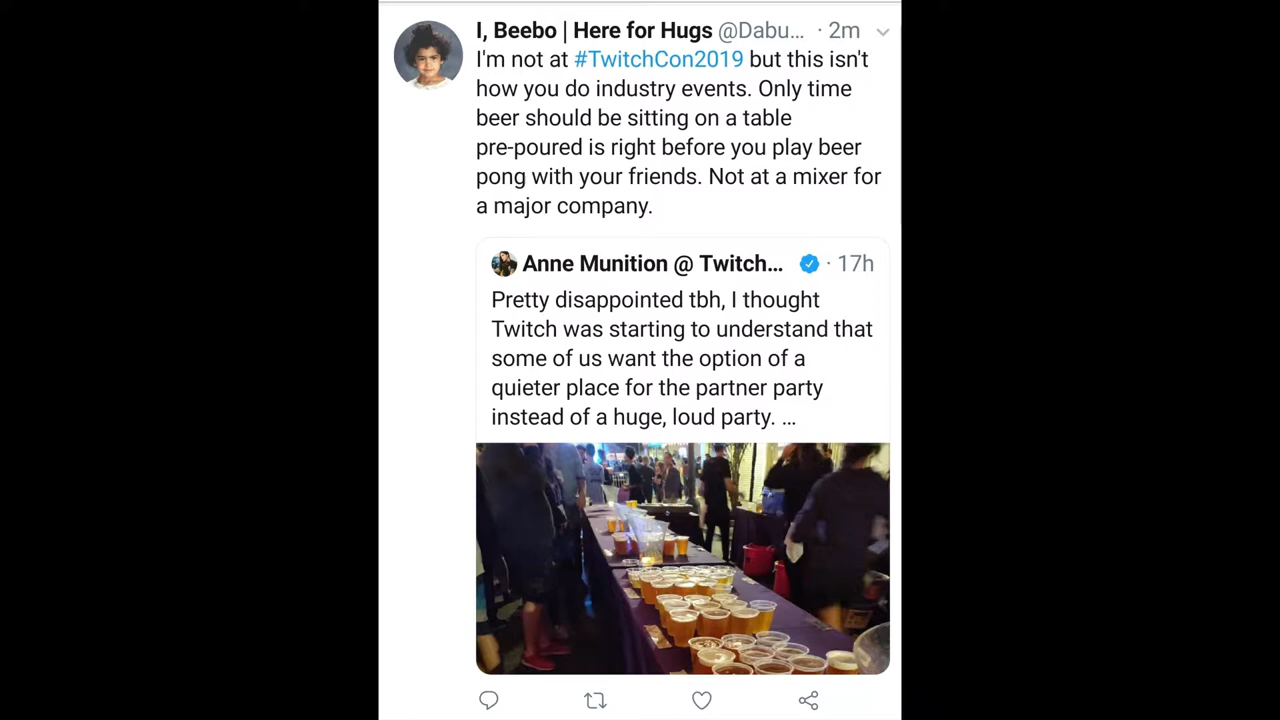 I, Beebo | Here for Hugs @Dabu... · 2m
I'm not at #TwitchCon2019 but this isn't
how you do industry events. Only time
beer should be sitting on a table
pre-poured is right before you play beer
pong with your friends. Not at a mixer for
a major company.
Anne Munition @ Twitch... · 17h
Pretty disappointed tbh, I thought
Twitch was starting to understand that
some of us want the option of a
quieter place for the partner party
instead of a huge, loud party. ...